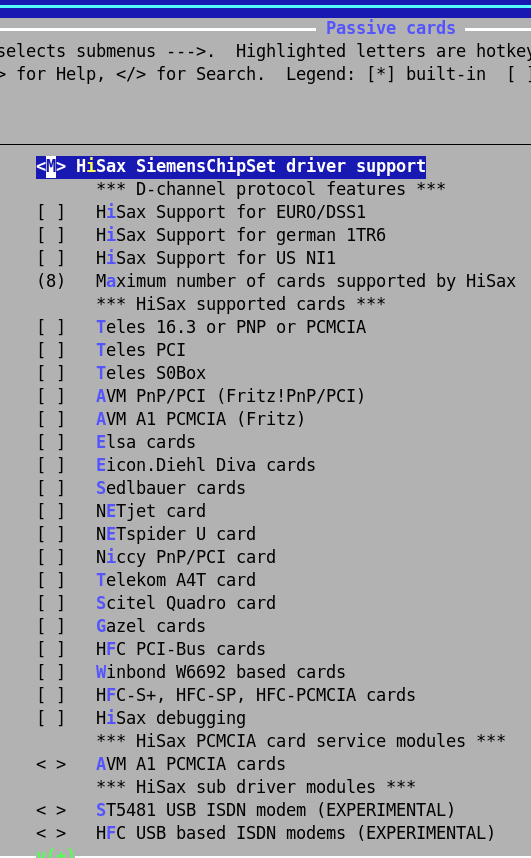 Passive cards
selects submenus --->.  Highlighted letters are hotke
> for Help, </> for Search.  Legend: [*] built-in  [ ]
<M> HiSax SiemensChipSet driver support
*** D-channel protocol features ***
[ ]   HiSax Support for EURO/DSS1
[ ]   HiSax Support for german 1TR6
[ ]   HiSax Support for US NI1
(8)   Maximum number of cards supported by HiSax
*** HiSax supported cards ***
[ ]   Teles 16.3 or PNP or PCMCIA
[ ]   Teles PCI
[ ]   Teles S0Box
[ ]   AVM PnP/PCI (Fritz!PnP/PCI)
[ ]   AVM A1 PCMCIA (Fritz)
[ ]   Elsa cards
[ ]   Eicon.Diehl Diva cards
[ ]   Sedlbauer cards
[ ]   NETjet card
[ ]   NETspider U card
[ ]   Niccy PnP/PCI card
[ ]   Telekom A4T card
[ ]   Scitel Quadro card
[ ]   Gazel cards
[ ]   HFC PCI-Bus cards
[ ]   Winbond W6692 based cards
[ ]   HFC-S+, HFC-SP, HFC-PCMCIA cards
[ ]   HiSax debugging
*** HiSax PCMCIA card service modules ***
< >   AVM A1 PCMCIA cards
*** HiSax sub driver modules ***
< >   ST5481 USB ISDN modem (EXPERIMENTAL)
< >   HFC USB based ISDN modems (EXPERIMENTAL)